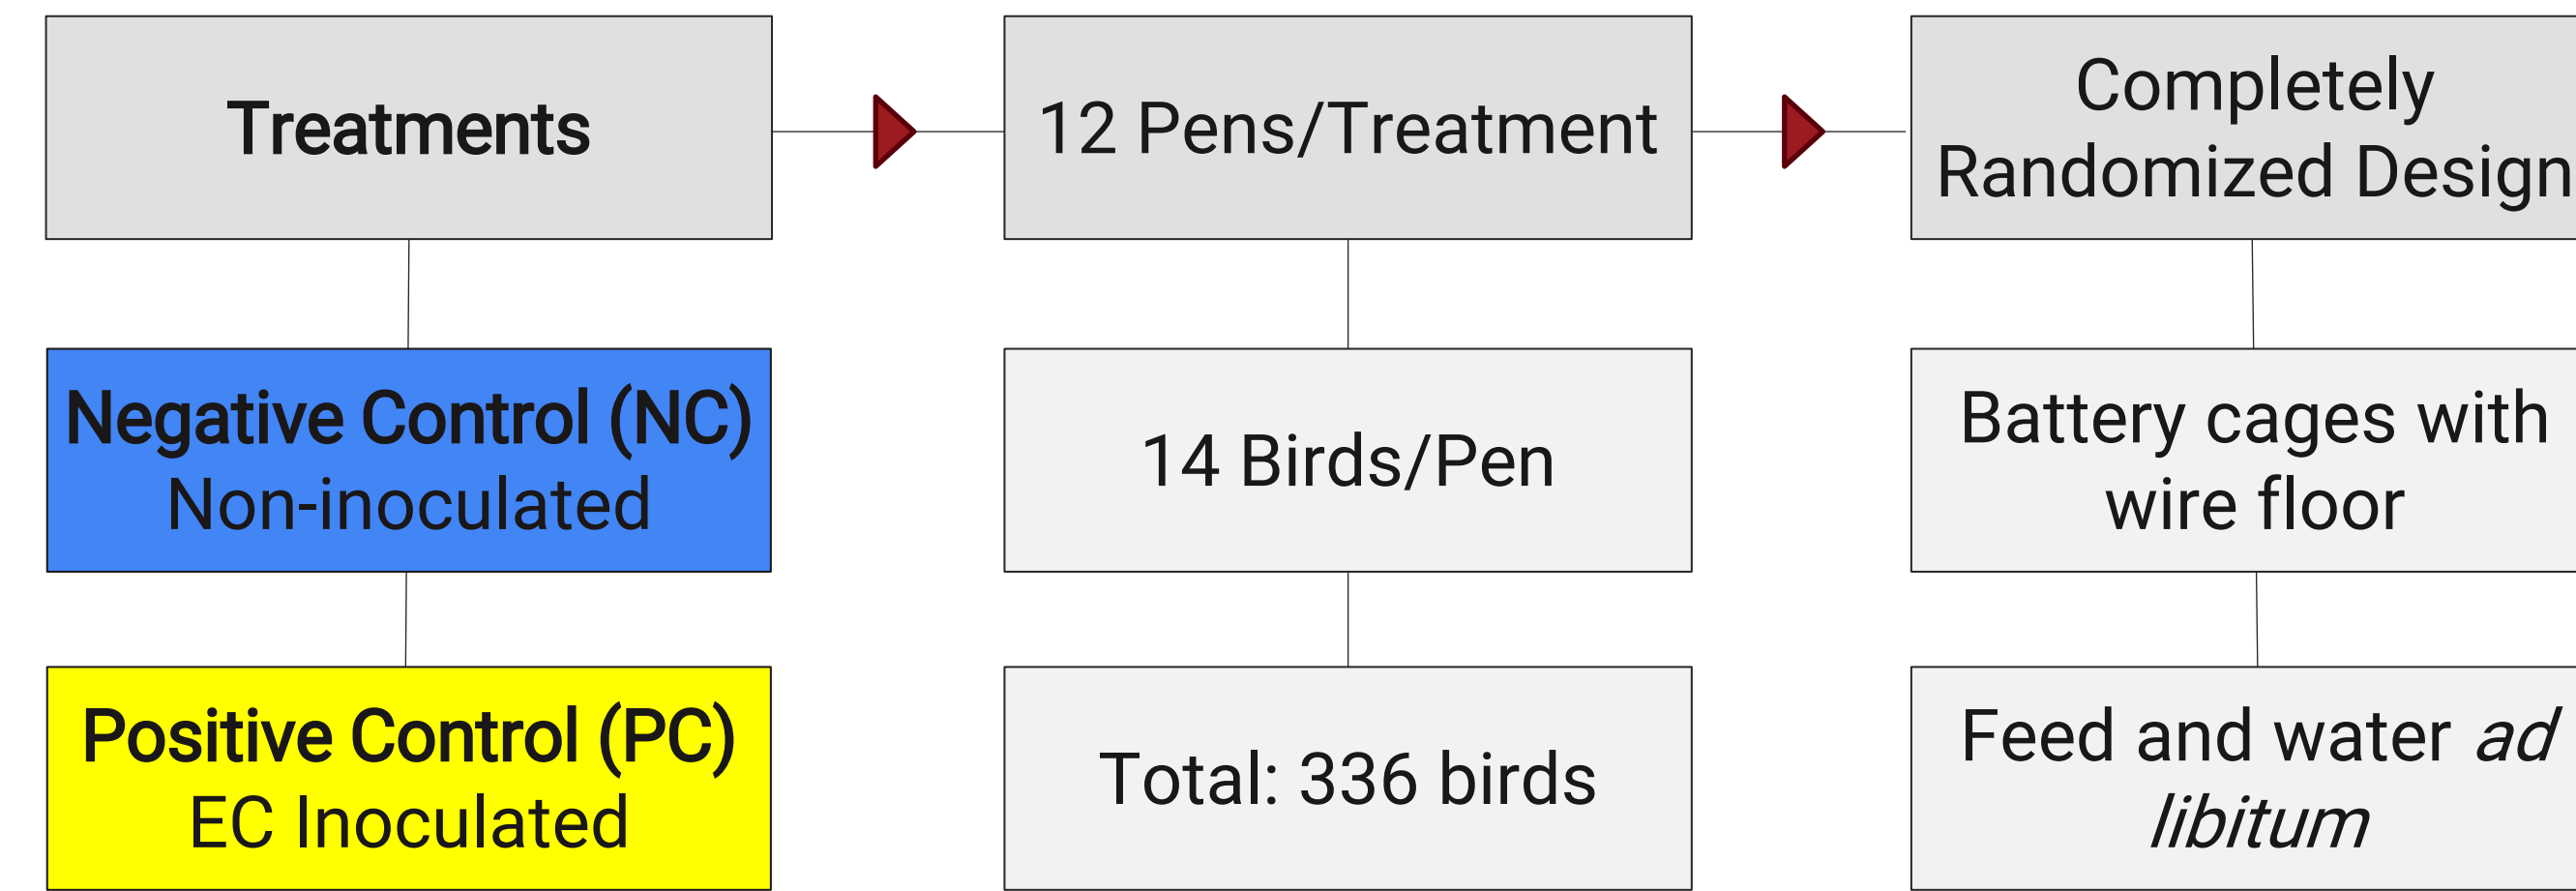 Treatments
12 Pens/Treatment
Completely
Randomized Design
Negative Control (NC)
Non-inoculated
14 Birds/Pen
Battery cages with
wire floor
Positive Control (PC)
EC Inoculated
Total: 336 birds
Feed and water ad
libitum